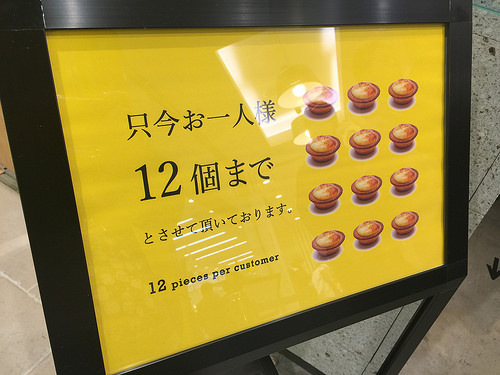 只今お一人様
12個まで
とさせて頂いております。
12 pieces per customer